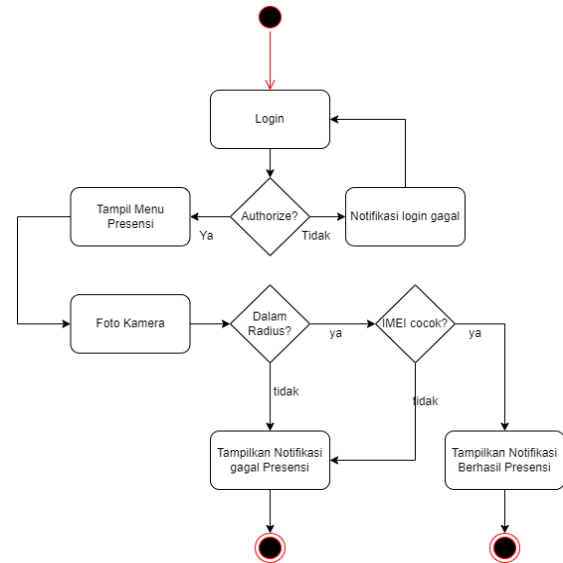 Login
Tampil Menu
Presensi
Authorize?
Notifikasi login gagal
Ya
Tidak
Foto Kamera
Dalam
Radius?
IMEI cocok?
ya
ya
tidak
tidak
Tampilkan Notifikasi
gagal Presensi
Tampilkan Notifikasi
Berhasil Presensi